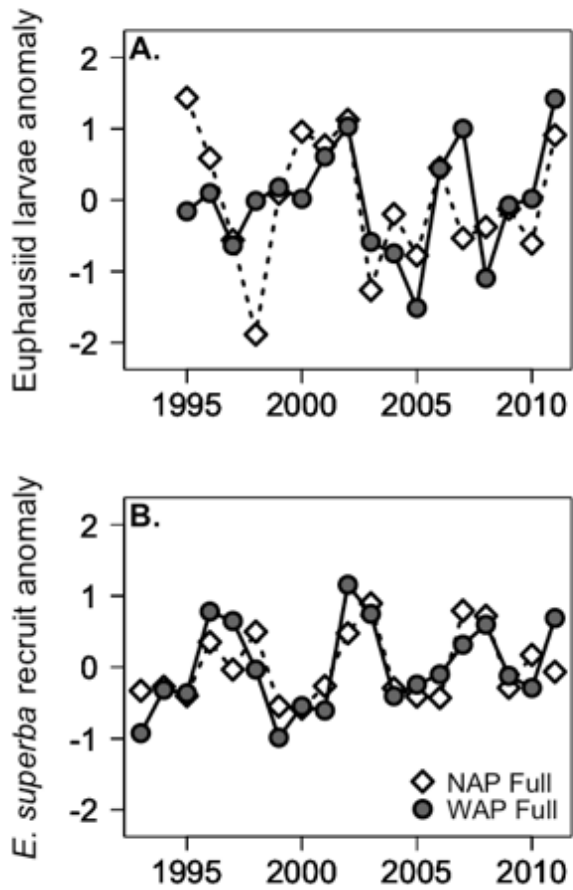 Euphausiid larvae anomaly
A.
2
1
0
-1
-2
1995 2000 2005 2010
E. superba recruit anomaly
B.
2
1
0
-1
-2
NAP Full
WAP Full
1995 2000 2005 2010